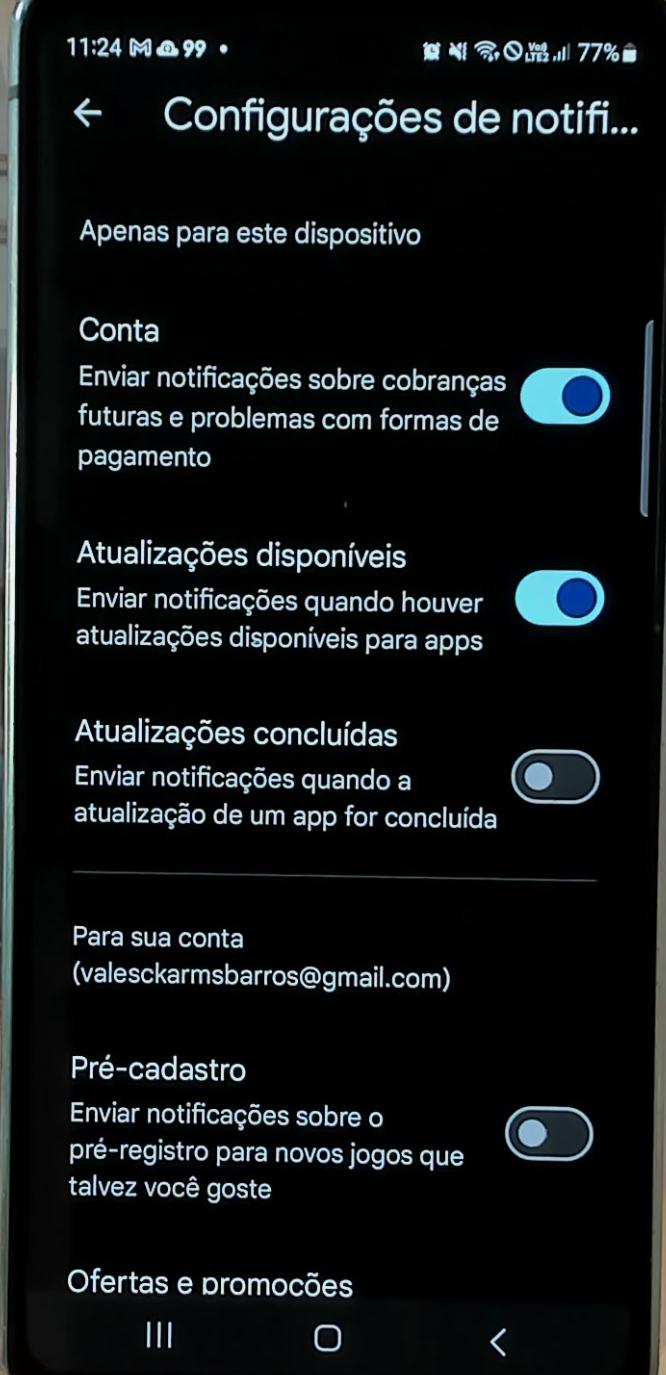 11:24 M 99 •
Vo) LTE2 77%
Configurações de notifi...
Apenas para este dispositivo
Conta
Enviar notificações sobre cobranças
futuras e problemas com formas de
pagamento
Atualizações disponíveis
Enviar notificações quando houver
atualizações disponíveis para apps
Atualizações concluídas
Enviar notificações quando a
atualização de um app for concluída
Para sua conta
(valesckarmsbarros@gmail.com)
Pré-cadastro
Enviar notificações sobre o
pré-registro para novos jogos que
talvez você goste
Ofertas e promoções